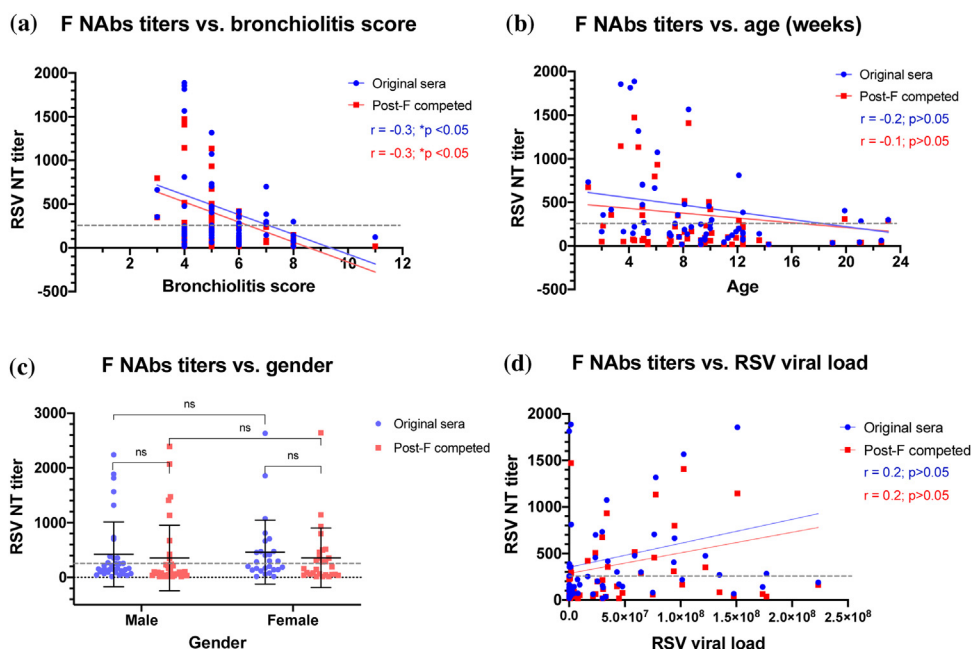 (a) F NAbs titers vs. bronchiolitis score
2000
1500
1000
500
0
-500
RSV NT titer
2 4 6 8 10 12
Bronchiolitis score
Original sera
Post-F competed
r = -0.3; *p <0.05
r = -0.3; *p <0.05
(b) F NAbs titers vs. age (weeks)
2000
1500
1000
500
0
-500
RSV NT titer
4 8 12 16 20 24
Age
Original sera
Post-F competed
r = -0.2; p>0.05
r = -0.1; p>0.05
(c) F NAbs titers vs. gender
3000
2000
1000
0
RSV NT titer
ns
ns
ns
ns
Male Female
Gender
Original sera
Post-F competed
(d) F NAbs titers vs. RSV viral load
2000
1500
1000
500
0
RSV NT titer
0.0 5.0×10⁷ 1.0×10⁸ 1.5×10⁸ 2.0×10⁸ 2.5×10⁸
RSV viral load
Original sera
Post-F competed
r = 0.2; p>0.05
r = 0.2; p>0.05